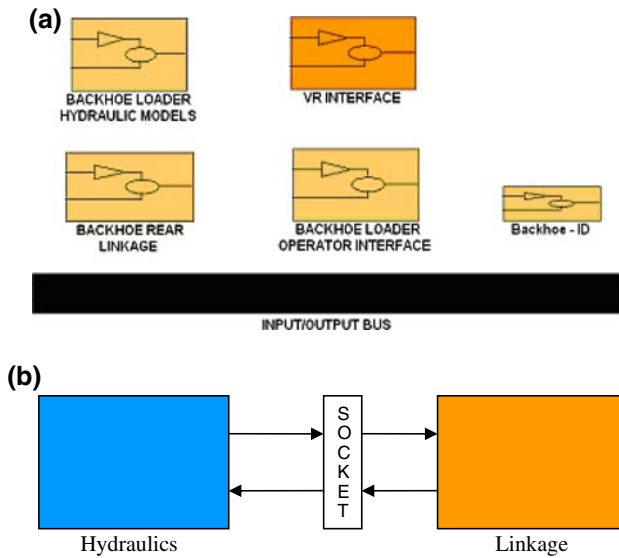 (a)
BACKHOE LOADER
HYDRAULIC MODELS
VR INTERFACE
BACKHOE REAR
LINKAGE
BACKHOE LOADER
OPERATOR INTERFACE
Backhoe - ID
INPUT/OUTPUT BUS
(b)
SOCKET
Hydraulics
Linkage